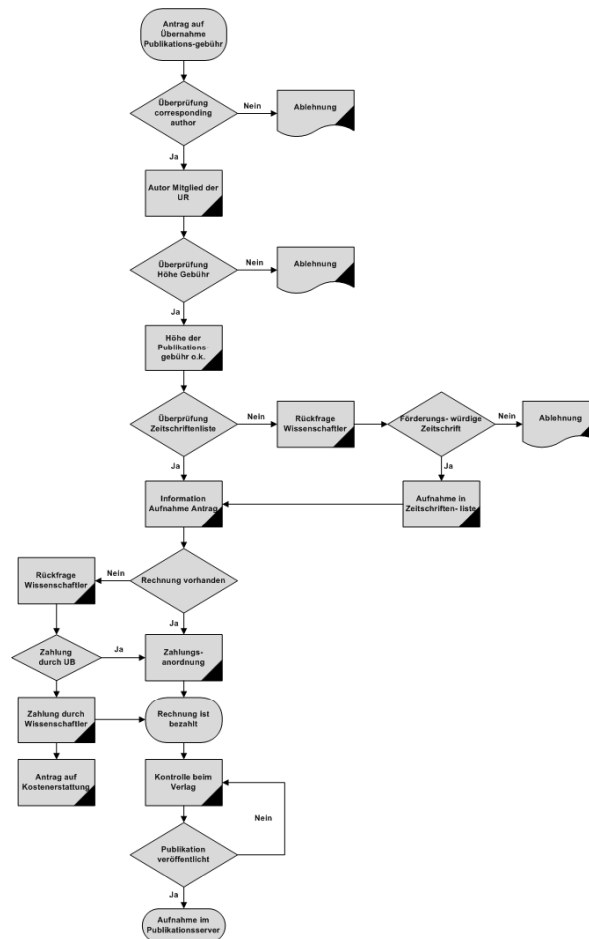 Antrag auf
Übernahme
Publikations-gebühr
Überprüfung
corresponding
author
Nein
Ablehnung
Ja
Autor Mitglied der
UR
Überprüfung
Höhe Gebühr
Nein
Ablehnung
Ja
Höhe der
Publikations
gebühr o.k.
Überprüfung
Zeitschriftenliste
Nein
Rückfrage
Wissenschaftler
Förderungs- würdige
Zeitschrift
Nein
Ablehnung
Ja
Ja
Information
Aufnahme Antrag
Aufnahme in
Zeitschriften- liste
Rechnung vorhanden
Nein
Rückfrage
Wissenschaftler
Ja
Zahlung
durch UB
Ja
Zahlungs-
anordnung
Zahlung durch
Wissenschaftler
Rechnung ist
bezahlt
Antrag auf
Kostenerstattung
Kontrolle beim
Verlag
Nein
Publikation
veröffentlicht
Ja
Aufnahme im
Publikationsserver